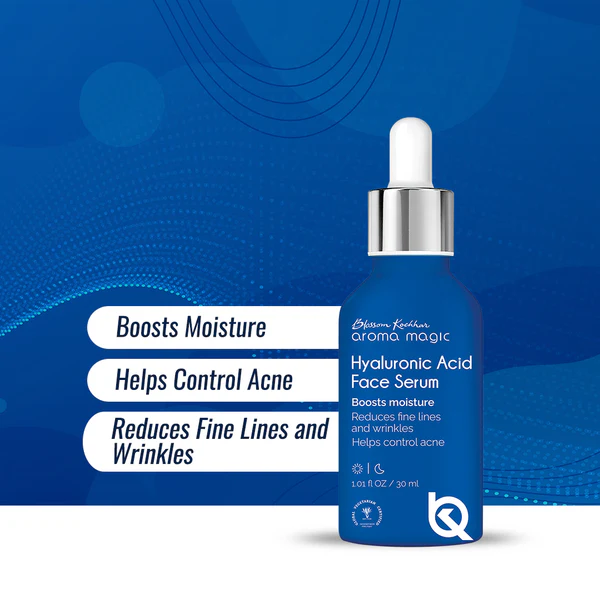 Boosts Moisture
Helps Control Acne
Reduces Fine Lines and
Wrinkles
Blossom Kochhar
aroma magic
Hyaluronic Acid
Face Serum
Boosts moisture
Reduces fine lines
and wrinkles
Helps control acne
1.01 fl OZ / 30 ml